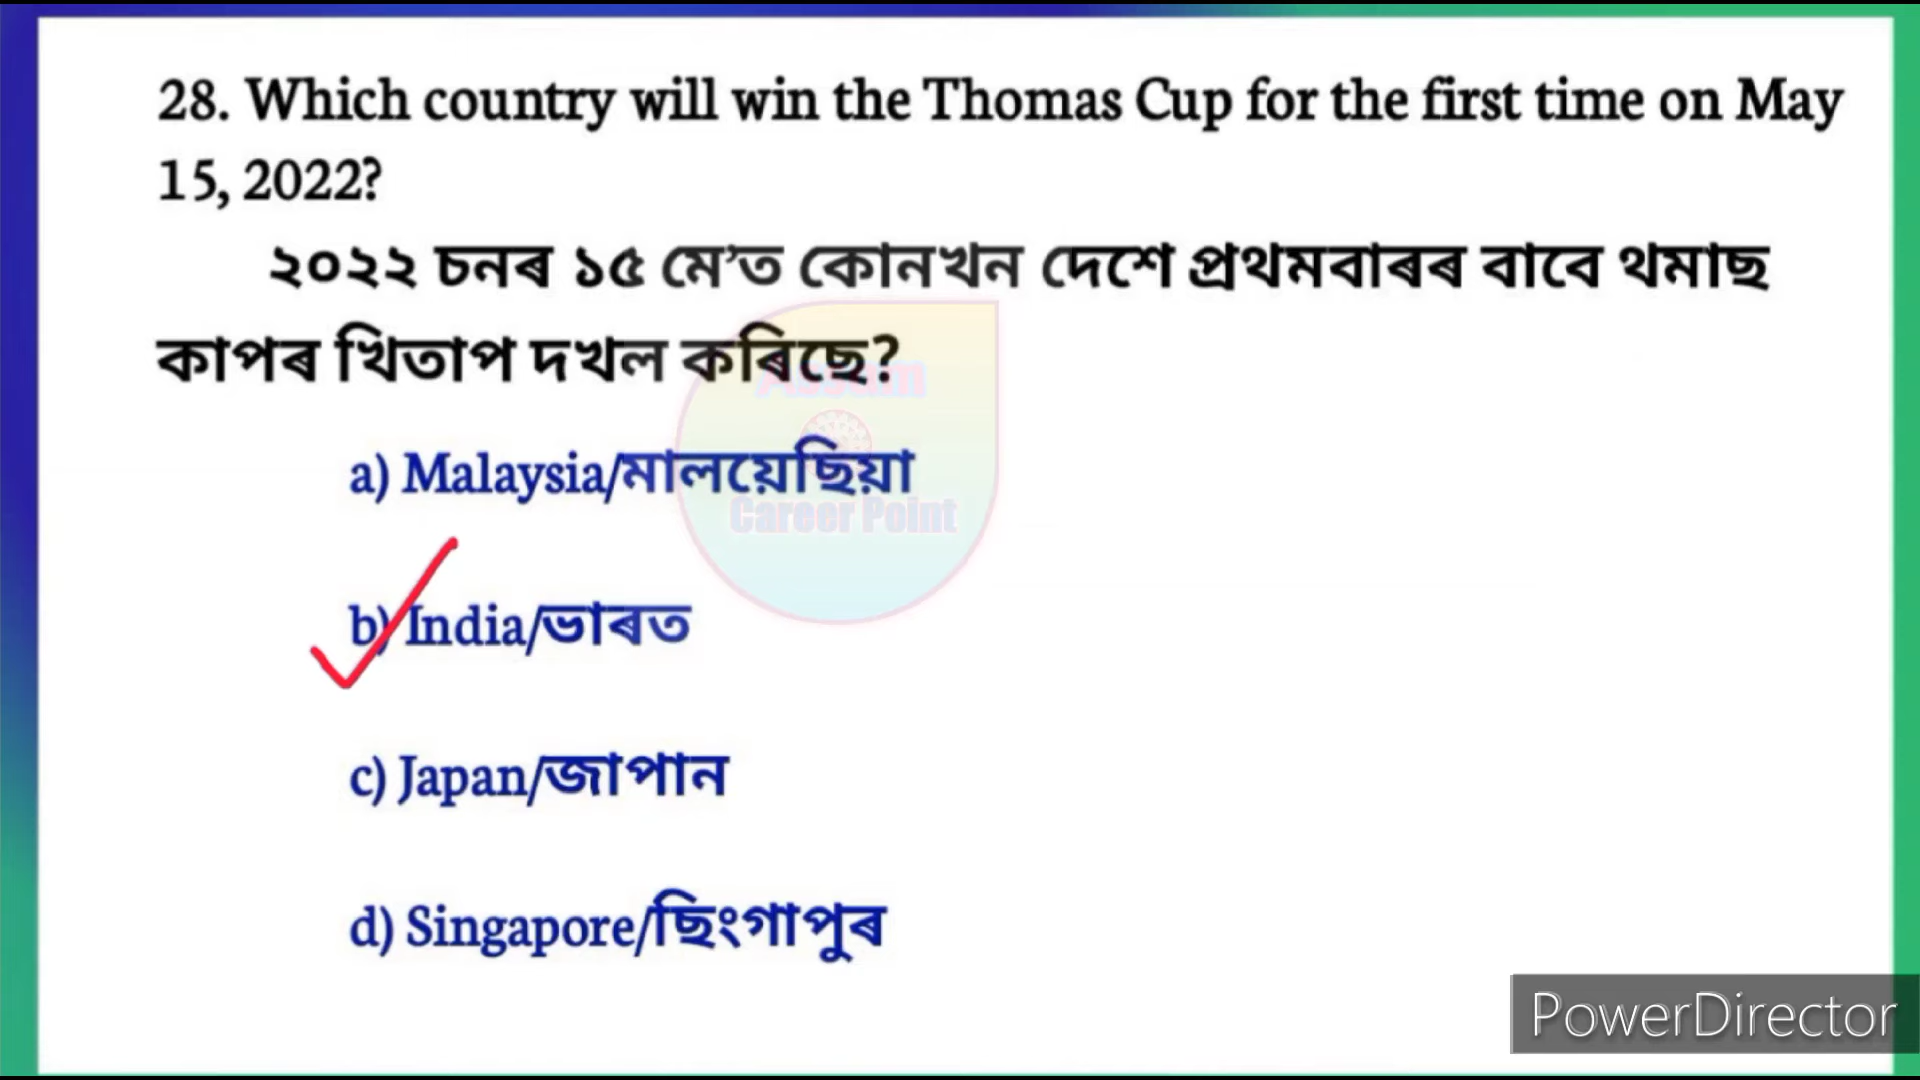 28. Which country will win the Thomas Cup for the first time on May
15, 2022?
২০২২ চনৰ ১৫ মে’ত কোনখন দেশে প্ৰথমবাৰৰ বাবে থমাছ
কাপৰ খিতাপ দখল কৰিছে?
Assam
a) Malaysia/মালয়েছিয়া
Career Point
b) India/ভাৰত
c) Japan/জাপান
d) Singapore/ছিংগাপুৰ
PowerDirector